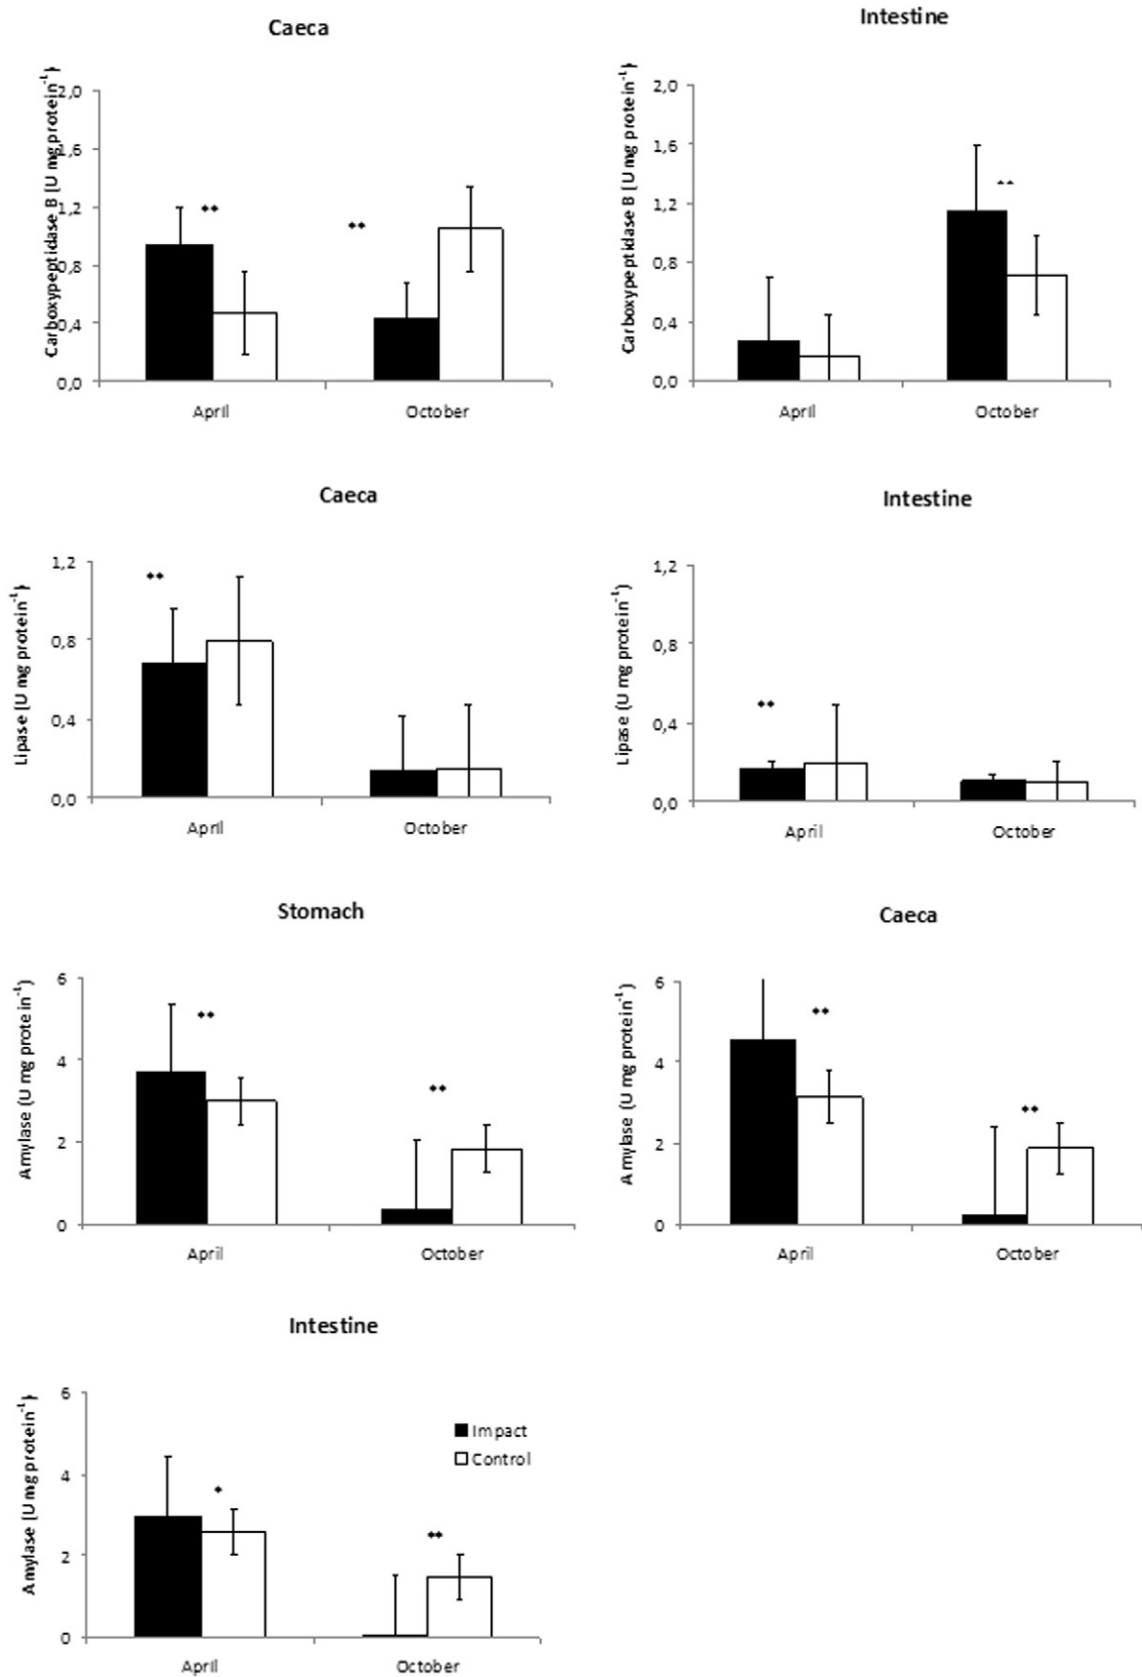 Caeca
Carboxypeptidase B (U mg protein-1)
2,0
1,6
1,2
0,8
0,4
0,0
**
**
April
October
Intestine
Carboxypeptidase B (U mg protein-1)
2,0
1,6
1,2
0,8
0,4
0,0
**
April
October
Caeca
Lipase (U mg protein-1)
1,2
0,8
0,4
0,0
**
April
October
Intestine
Lipase (U mg protein-1)
1,2
0,8
0,4
0,0
**
April
October
Stomach
Amylase (U mg protein-1)
6
4
2
0
**
**
April
October
Caeca
Amylase (U mg protein-1)
6
4
2
0
**
**
April
October
Intestine
Amylase (U mg protein-1)
6
4
2
0
*
**
Impact
Control
April
October